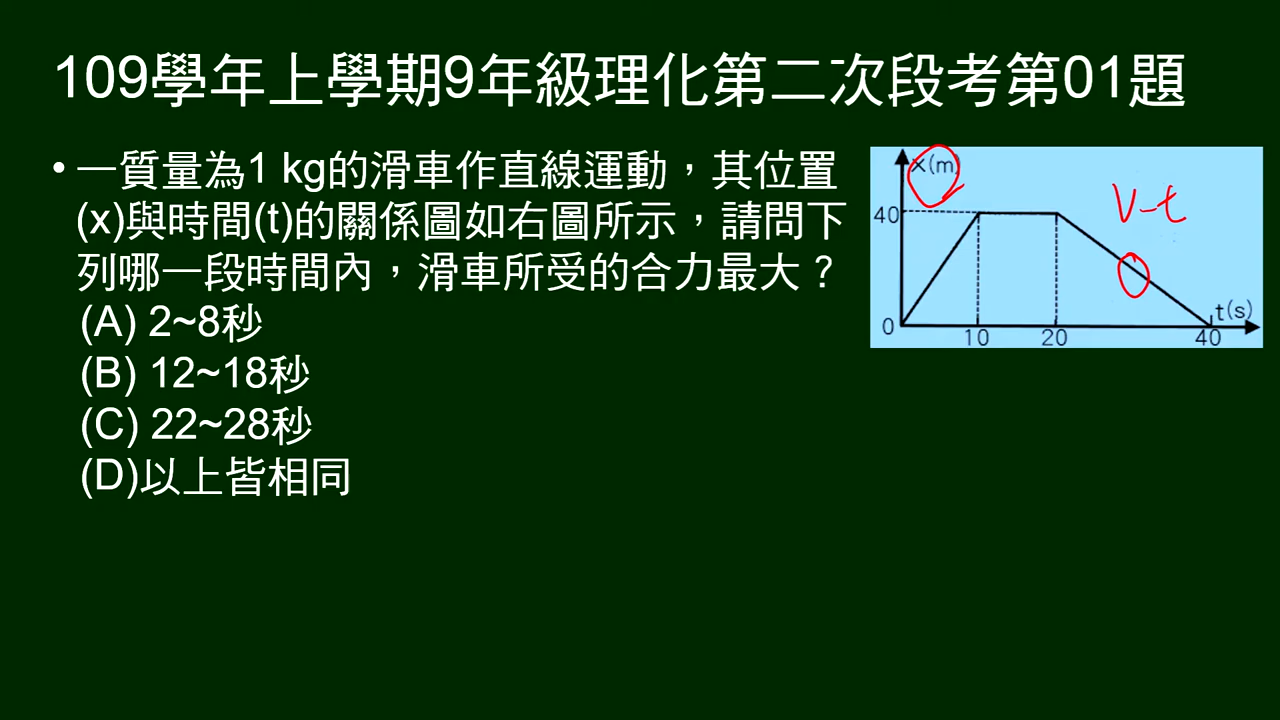 109學年上學期9年級理化第二次段考第01題
• 一質量為1 kg的滑車作直線運動，其位置
(x)與時間(t)的關係圖如右圖所示，請問下
列哪一段時間內，滑車所受的合力最大？
(A) 2~8秒
(B) 12~18秒
(C) 22~28秒
(D)以上皆相同
x(m)
V-t
40
t(s)
0
10 20 40